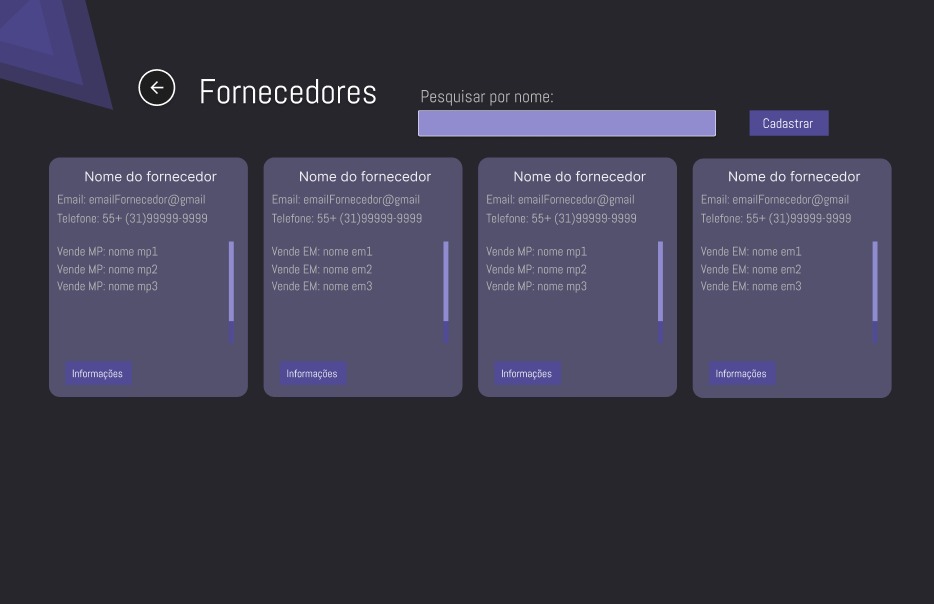 Fornecedores
Pesquisar por nome:
Cadastrar
Nome do fornecedor
Email: emailFornecedor@gmail
Telefone: 55+ (31)99999-9999
Vende MP: nome mp1
Vende MP: nome mp2
Vende MP: nome mp3
Informações
Nome do fornecedor
Email: emailFornecedor@gmail
Telefone: 55+ (31)99999-9999
Vende EM: nome em1
Vende EM: nome em2
Vende EM: nome em3
Informações
Nome do fornecedor
Email: emailFornecedor@gmail
Telefone: 55+ (31)99999-9999
Vende MP: nome mp1
Vende MP: nome mp2
Vende MP: nome mp3
Informações
Nome do fornecedor
Email: emailFornecedor@gmail
Telefone: 55+ (31)99999-9999
Vende EM: nome em1
Vende EM: nome em2
Vende EM: nome em3
Informações